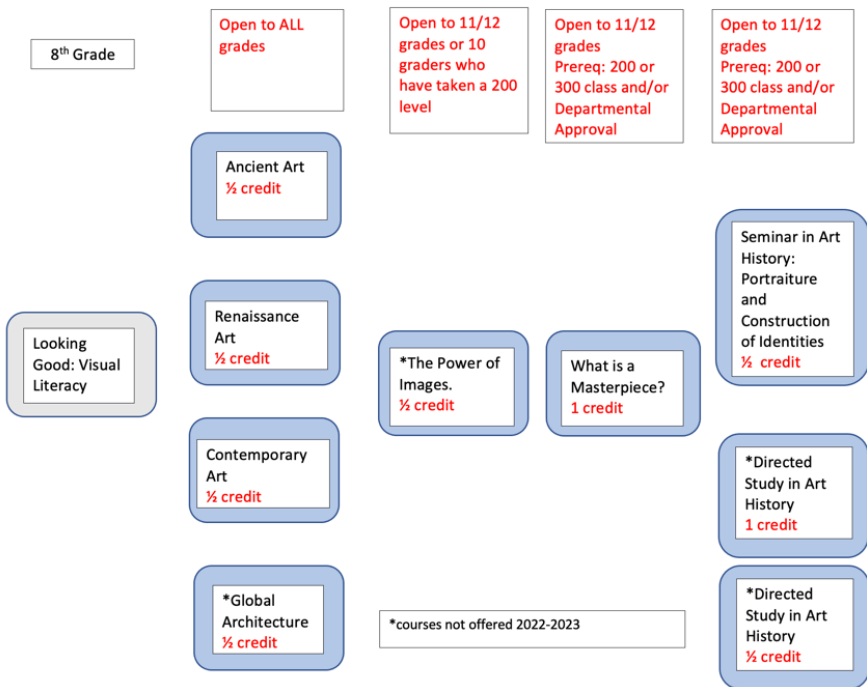 8th Grade
Open to ALL
grades
Open to 11/12
grades or 10
graders who
have taken a 200
level
Open to 11/12
grades
Prereq: 200 or
300 class and/or
Departmental
Approval
Open to 11/12
grades
Prereq: 200 or
300 class and/or
Departmental
Approval
Looking
Good: Visual
Literacy
Ancient Art
½ credit
Renaissance
Art
½ credit
Contemporary
Art
½ credit
*Global
Architecture
½ credit
*The Power of
Images.
½ credit
What is a
Masterpiece?
1 credit
Seminar in Art
History:
Portraiture
and
Construction
of Identities
½ credit
*Directed
Study in Art
History
1 credit
*Directed
Study in Art
History
½ credit
*courses not offered 2022-2023